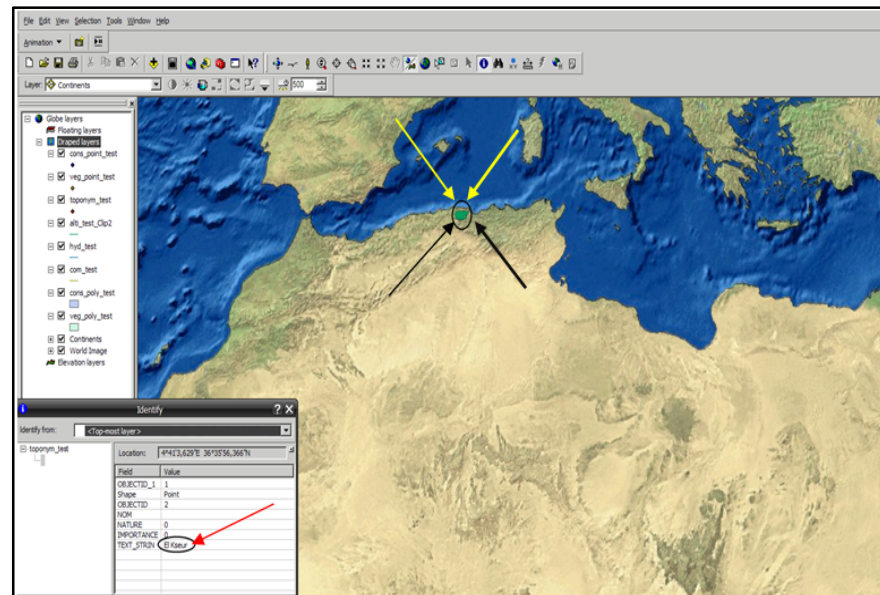 File Edit View Selection Tools Window Help
Animation
Layer: Continents 500
Globe layers
Floating layers
Draped layers
cons_point_test
veg_point_test
toponym_test
alti_test_Clip2
hyd_test
com_test
cons_poly_test
veg_poly_test
Continents
World Image
Elevation layers
Identify
Identify from: <Top-most layer>
toponym_test
Location: 4°41'3,629"E 36°35'56,366"N
Field Value
OBJECTID_1 1
Shape Point
OBJECTID 2
NOM
NATURE 0
IMPORTANCE 0
TEXT_STRIN El Kseur